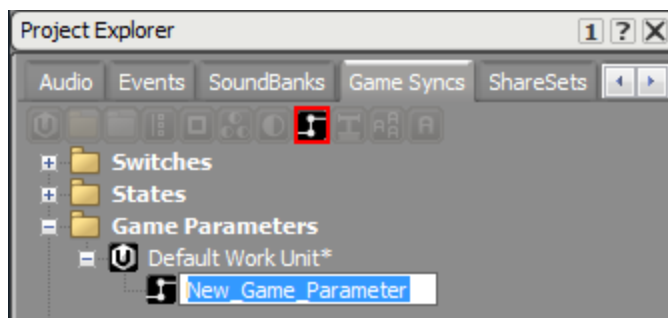 Project Explorer 1 ? X
Audio Events SoundBanks Game Syncs ShareSets
Switches
States
Game Parameters
Default Work Unit*
New_Game_Parameter